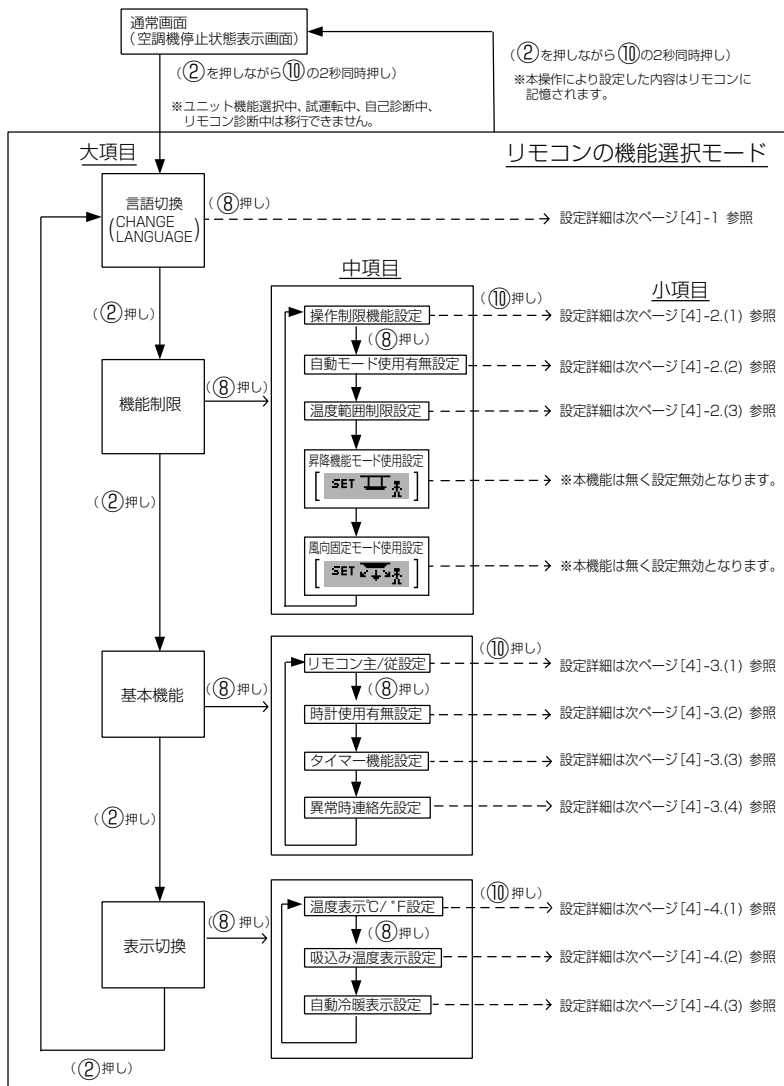 通常画面
（空調機停止状態表示画面）
（②を押しながら⑩の2秒同時押し）
※ユニット機能選択中、試運転中、自己診断中、
リモコン診断中は移行できません。
（②を押しながら⑩の2秒同時押し）
※本操作により設定した内容はリモコンに
記憶されます。
大項目
リモコンの機能選択モード
言語切換
(CHANGE
LANGUAGE)
（⑧押し）
設定詳細は次ページ[4]-1 参照
中項目
小項目
（②押し）
機能制限
（⑧押し）
操作制限機能設定
（⑩押し）
設定詳細は次ページ[4]-2.(1) 参照
（⑧押し）
自動モード使用有無設定
設定詳細は次ページ[4]-2.(2) 参照
温度範囲制限設定
設定詳細は次ページ[4]-2.(3) 参照
昇降機能モード使用設定
[ SET ]
※本機能は無く設定無効となります。
風向固定モード使用設定
[ SET ]
※本機能は無く設定無効となります。
（②押し）
基本機能
（⑧押し）
リモコン主/従設定
（⑩押し）
設定詳細は次ページ[4]-3.(1) 参照
（⑧押し）
時計使用有無設定
設定詳細は次ページ[4]-3.(2) 参照
タイマー機能設定
設定詳細は次ページ[4]-3.(3) 参照
異常時連絡先設定
設定詳細は次ページ[4]-3.(4) 参照
（②押し）
表示切換
（⑧押し）
温度表示℃/°F設定
（⑩押し）
設定詳細は次ページ[4]-4.(1) 参照
（⑧押し）
吸込み温度表示設定
設定詳細は次ページ[4]-4.(2) 参照
自動冷暖表示設定
設定詳細は次ページ[4]-4.(3) 参照
（②押し）